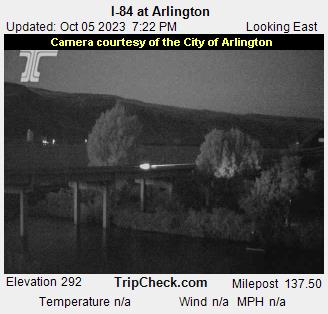 I-84 at Arlington
Updated: Oct 05 2023 7:22 PM Looking East
Camera courtesy of the City of Arlington
Elevation 292 TripCheck.com Milepost 137.50
Temperature n/a Wind n/a MPH n/a